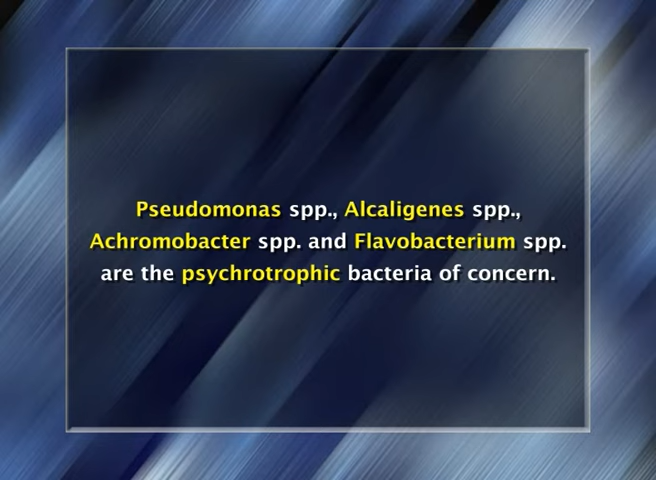 Pseudomonas spp., Alcaligenes spp.,
Achromobacter spp. and Flavobacterium spp.
are the psychrotrophic bacteria of concern.